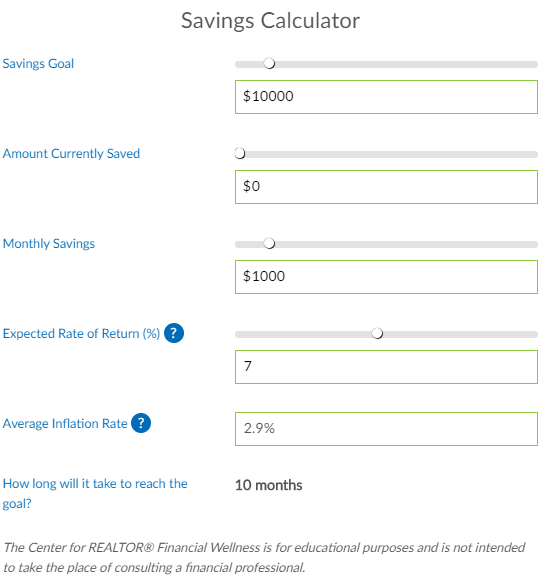 Savings Calculator
Savings Goal
$10000
Amount Currently Saved
$0
Monthly Savings
$1000
Expected Rate of Return (%) ?
7
Average Inflation Rate ?
2.9%
How long will it take to reach the
goal?
10 months
The Center for REALTOR® Financial Wellness is for educational purposes and is not intended
to take the place of consulting a financial professional.